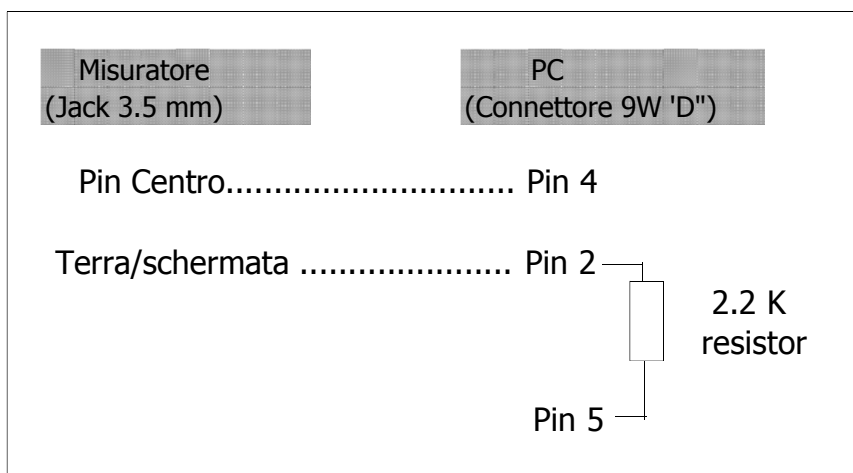 Misuratore
(Jack 3.5 mm)
PC
(Connettore 9W 'D")
Pin Centro.............................. Pin 4
Terra/schermata ...................... Pin 2
2.2 K
resistor
Pin 5